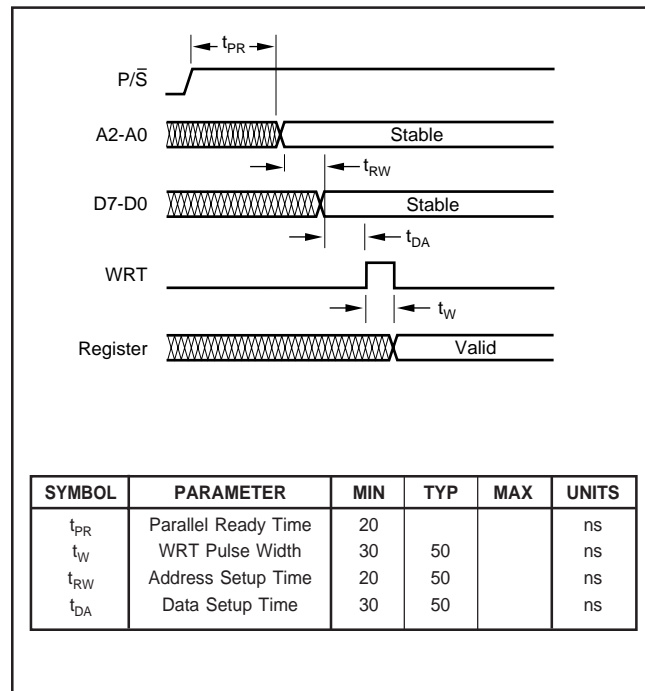 t_PR
P/S̄
A2-A0 Stable
t_RW
D7-D0 Stable
t_DA
WRT
t_W
Register Valid
SYMBOL PARAMETER MIN TYP MAX UNITS
t_PR Parallel Ready Time 20 ns
t_W WRT Pulse Width 30 50 ns
t_RW Address Setup Time 20 50 ns
t_DA Data Setup Time 30 50 ns